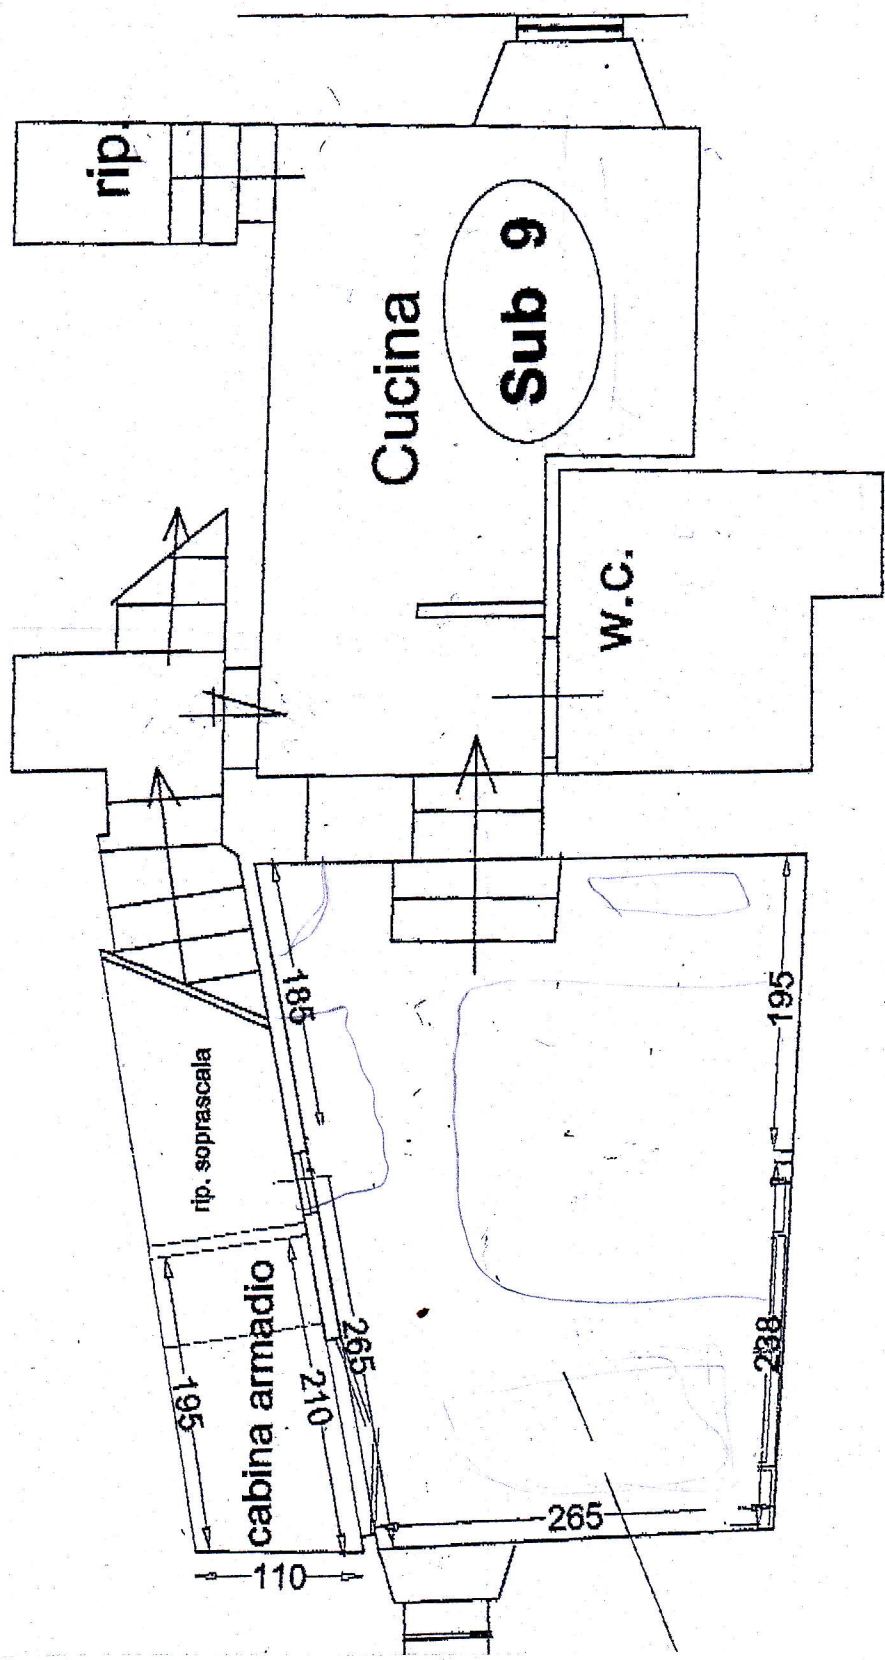 rip.
Cucina
Sub 9
w.c.
185
195
rip. soprascala
cabina armadio
195
210
265
238
265
110